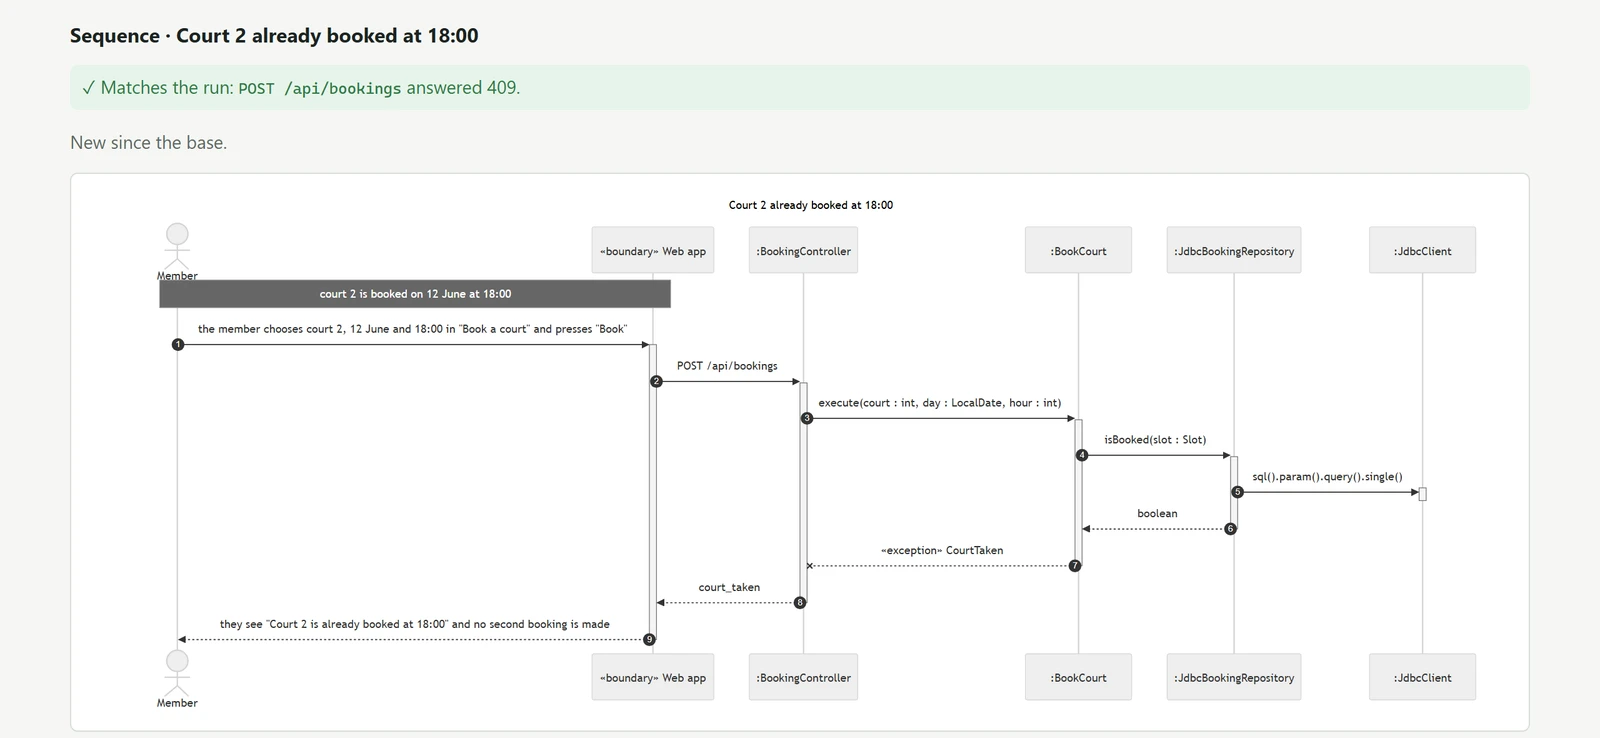 Sequence · Court 2 already booked at 18:00
✓ Matches the run: POST /api/bookings answered 409.
New since the base.
Court 2 already booked at 18:00
Member
«boundary» Web app
:BookingController
:BookCourt
:JdbcBookingRepository
:JdbcClient
court 2 is booked on 12 June at 18:00
the member chooses court 2, 12 June and 18:00 in "Book a court" and presses "Book"
1
POST /api/bookings
2
execute(court : int, day : LocalDate, hour : int)
3
isBooked(slot : Slot)
4
sql().param().query().single()
5
boolean
6
«exception» CourtTaken
7
court_taken
8
they see "Court 2 is already booked at 18:00" and no second booking is made
9
Member
«boundary» Web app
:BookingController
:BookCourt
:JdbcBookingRepository
:JdbcClient